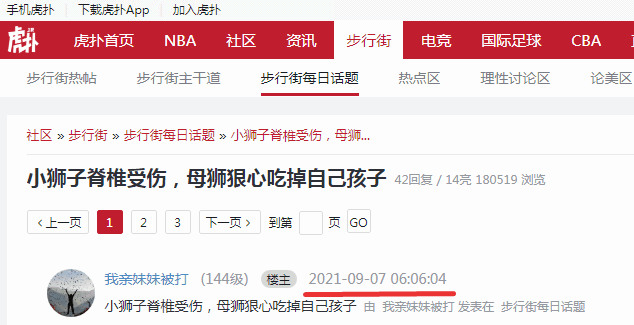 手机虎扑 下载虎扑App 加入虎扑
虎扑 虎扑首页 NBA 社区 资讯 步行街 电竞 国际足球 CBA
步行街热帖 步行街主干道 步行街每日话题 热点区 理性讨论区 论美区
社区 » 步行街 » 步行街每日话题 » 小狮子脊椎受伤，母狮...
小狮子脊椎受伤，母狮狠心吃掉自己孩子 42回复 / 14亮 180519 浏览
‹ 上一页 1 2 3 下一页 › 到第 页 GO
我亲妹妹被打 (144级) 楼主 2021-09-07 06:06:04
小狮子脊椎受伤，母狮狠心吃掉自己孩子 由 我亲妹妹被打 发表在 步行街每日话题